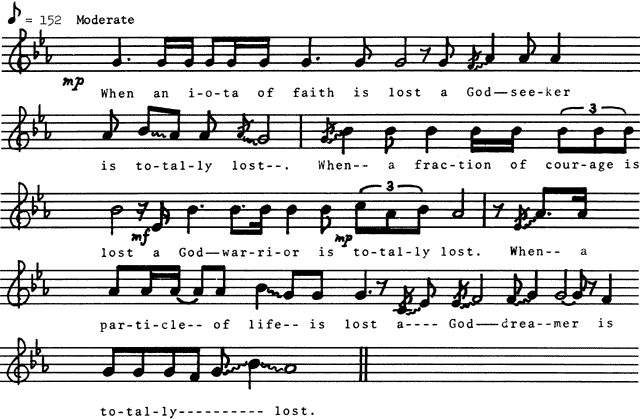 ♪ = 152 Moderate
mp
When an i-o-ta of faith is lost a God—see-ker
3
is to-tal-ly lost--. When-- a frac-tion of cour-age is
3
mf mp
lost a God—war-ri-or is to-tal-ly lost. When-- a
par-ti-cle-- of life-- is lost a---- God——drea--mer is
to-tal-ly---------- lost.